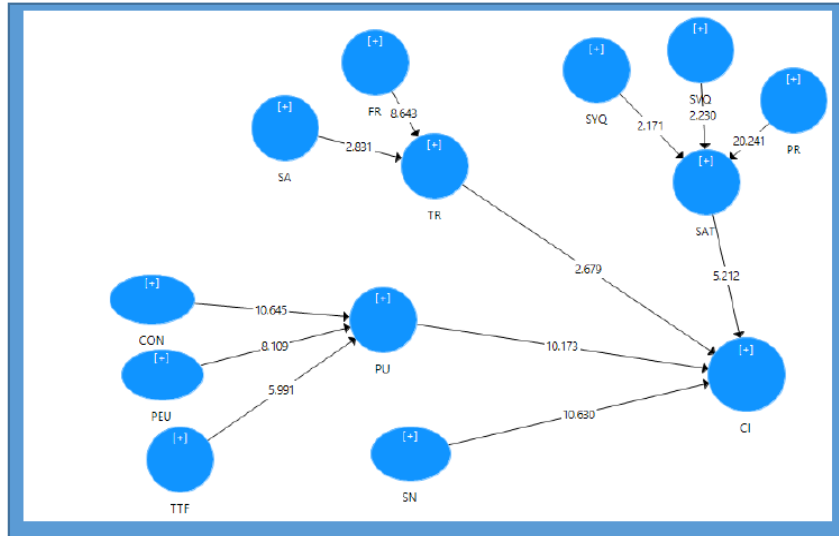 [+]
FR
[+]
SYQ
[+]
SVQ
[+]
PR
[+]
SA
8.643
2.831
[+]
TR
2.171
2.230
20.241
[+]
SAT
2.679
5.212
[+]
CON
10.645
[+]
PEU
8.109
[+]
TTF
5.991
[+]
PU
10.173
[+]
SN
10.630
[+]
CI